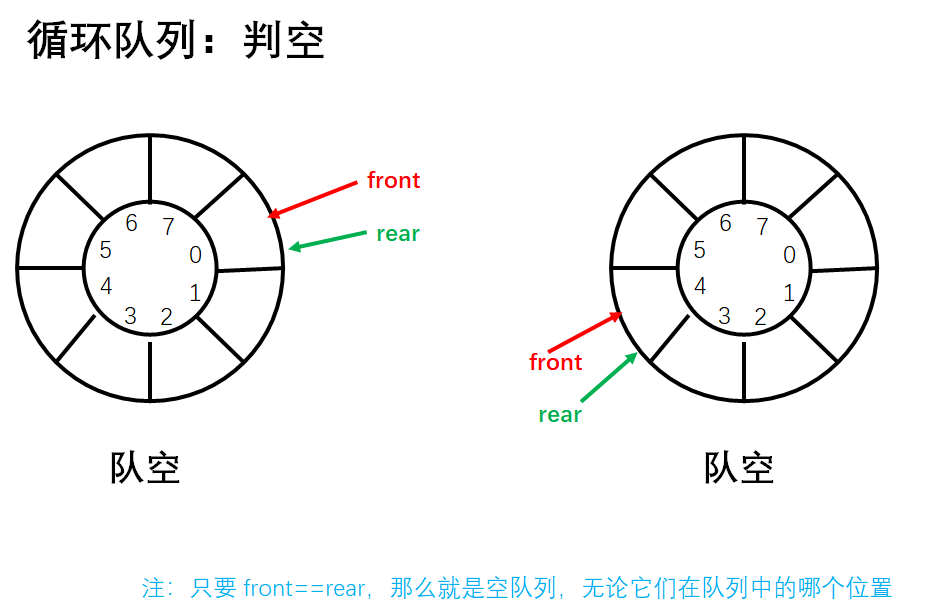 循环队列：判空
front
rear
6 7
5 0
4 1
3 2
队空
6 7
5 0
4 1
3 2
front
rear
队空
注：只要 front==rear，那么就是空队列，无论它们在队列中的哪个位置